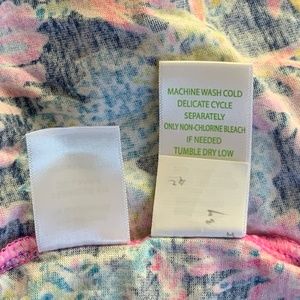 MACHINE WASH COLD
DELICATE CYCLE
SEPARATELY
ONLY NON-CHLORINE BLEACH
IF NEEDED
TUMBLE DRY LOW